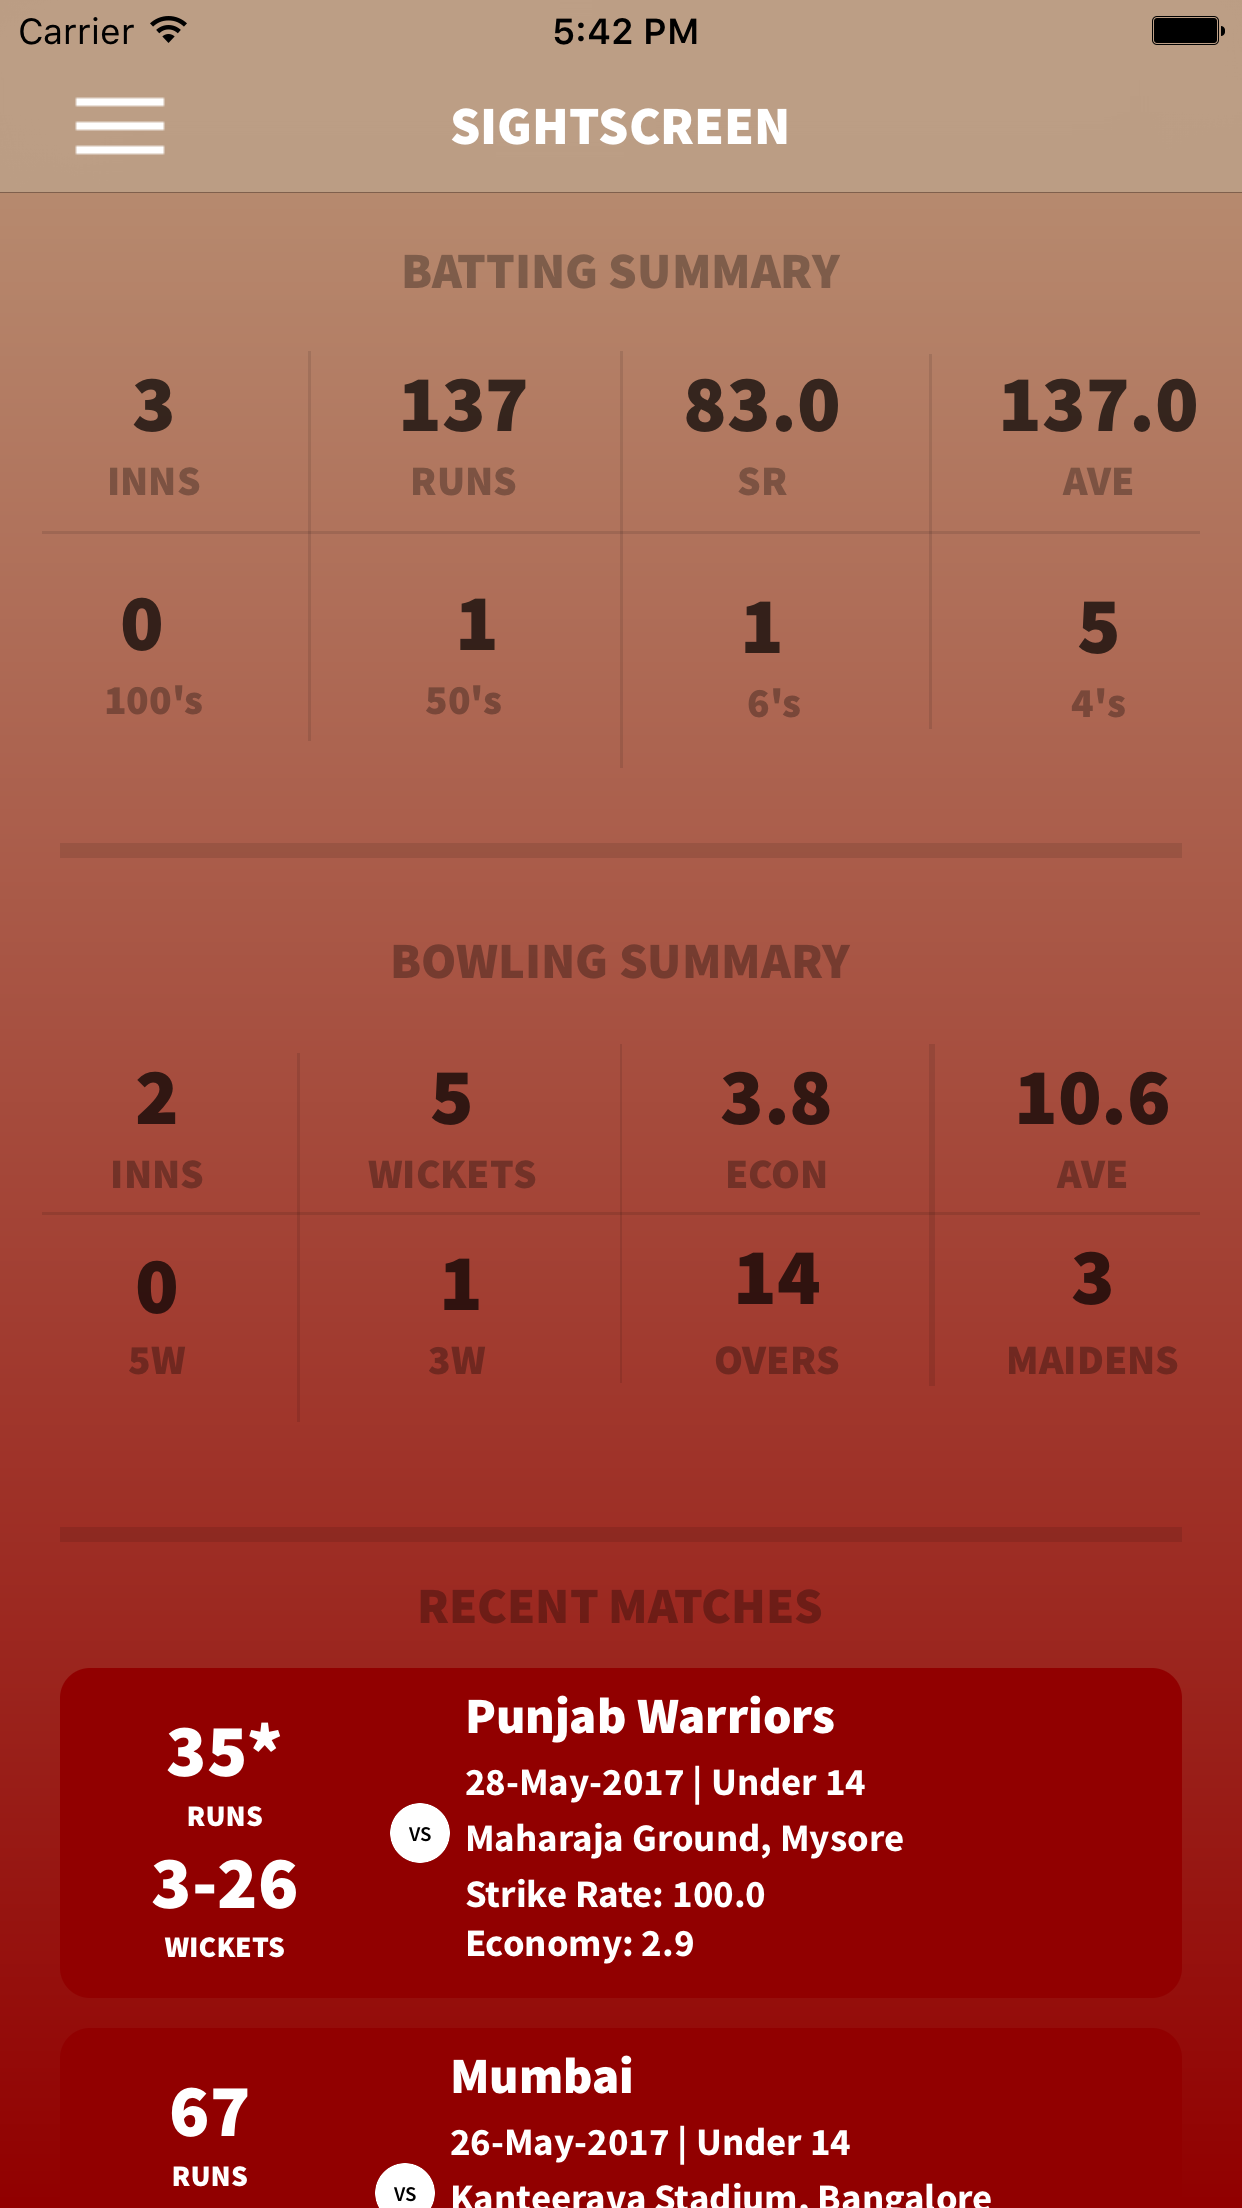 Carrier 5:42 PM
SIGHTSCREEN
BATTING SUMMARY
3 137 83.0 137.0
INNS RUNS SR AVE
0 1 1 5
100's 50's 6's 4's
BOWLING SUMMARY
2 5 3.8 10.6
INNS WICKETS ECON AVE
0 1 14 3
5W 3W OVERS MAIDENS
RECENT MATCHES
35*
RUNS
3-26
WICKETS
VS
Punjab Warriors
28-May-2017 | Under 14
Maharaja Ground, Mysore
Strike Rate: 100.0
Economy: 2.9
67
RUNS
VS
Mumbai
26-May-2017 | Under 14
Kanteerava Stadium, Bangalore